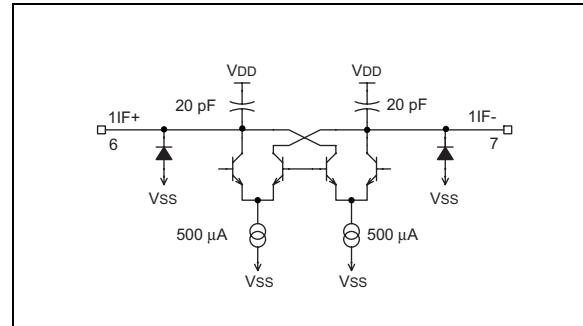 VDD VDD
20 pF 20 pF
1IF+ 1IF-
6 7
VSS VSS
500 µA 500 µA
VSS VSS